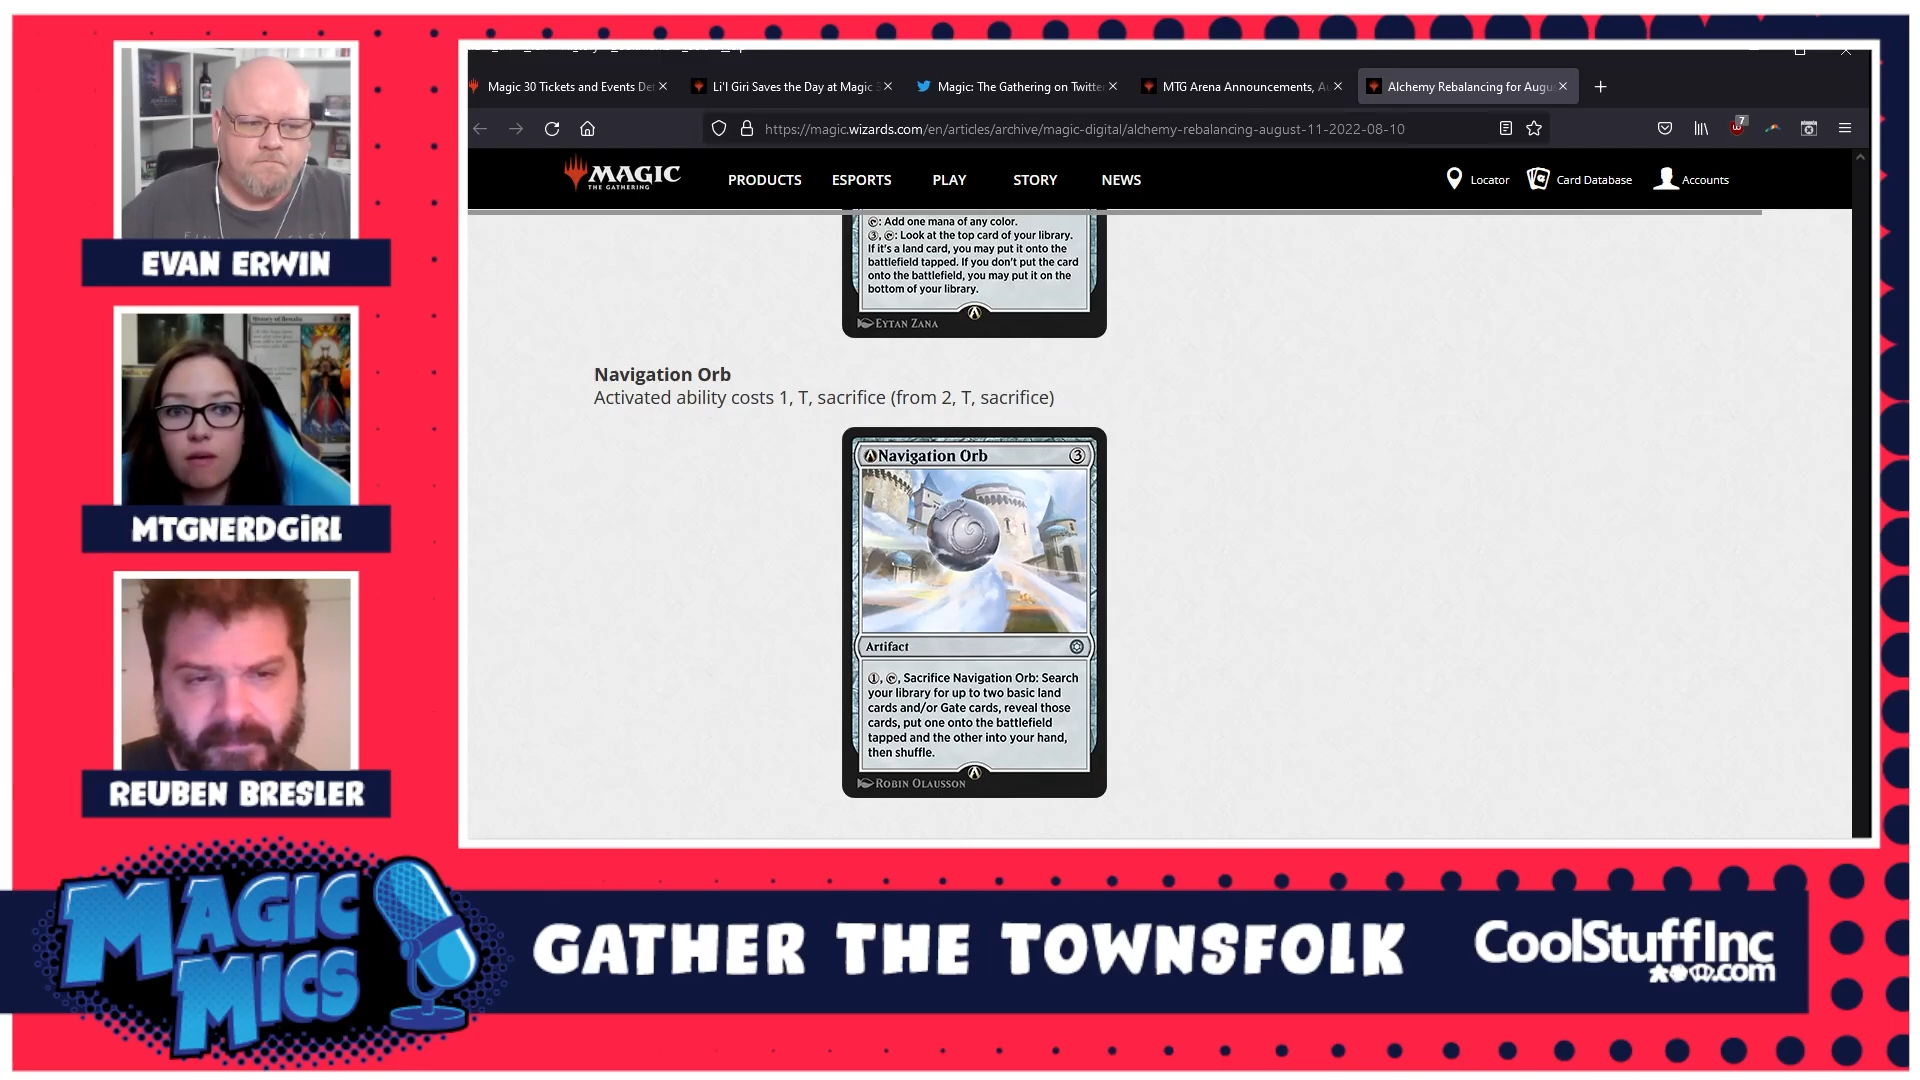 Magic 30 Tickets and Events De
Li'l Giri Saves the Day at Magic 3
Magic: The Gathering on Twitte
MTG Arena Announcements, Au
Alchemy Rebalancing for Augu
https://magic.wizards.com/en/articles/archive/magic-digital/alchemy-rebalancing-august-11-2022-08-10
7
MAGIC
THE GATHERING
PRODUCTS
ESPORTS
PLAY
STORY
NEWS
Locator
Card Database
Accounts
: Add one mana of any color.
3, : Look at the top card of your library.
If it's a land card, you may put it onto the
battlefield tapped. If you don't put the card
onto the battlefield, you may put it on the
bottom of your library.
EYTAN ZANA
Navigation Orb
Activated ability costs 1, T, sacrifice (from 2, T, sacrifice)
Navigation Orb 3
Artifact
1, , Sacrifice Navigation Orb: Search
your library for up to two basic land
cards and/or Gate cards, reveal those
cards, put one onto the battlefield
tapped and the other into your hand,
then shuffle.
ROBIN OLAUSSON
EVAN ERWIN
MTGNERDGIRL
REUBEN BRESLER
MAGIC
MICS
GATHER THE TOWNSFOLK
CoolStuffInc
.com